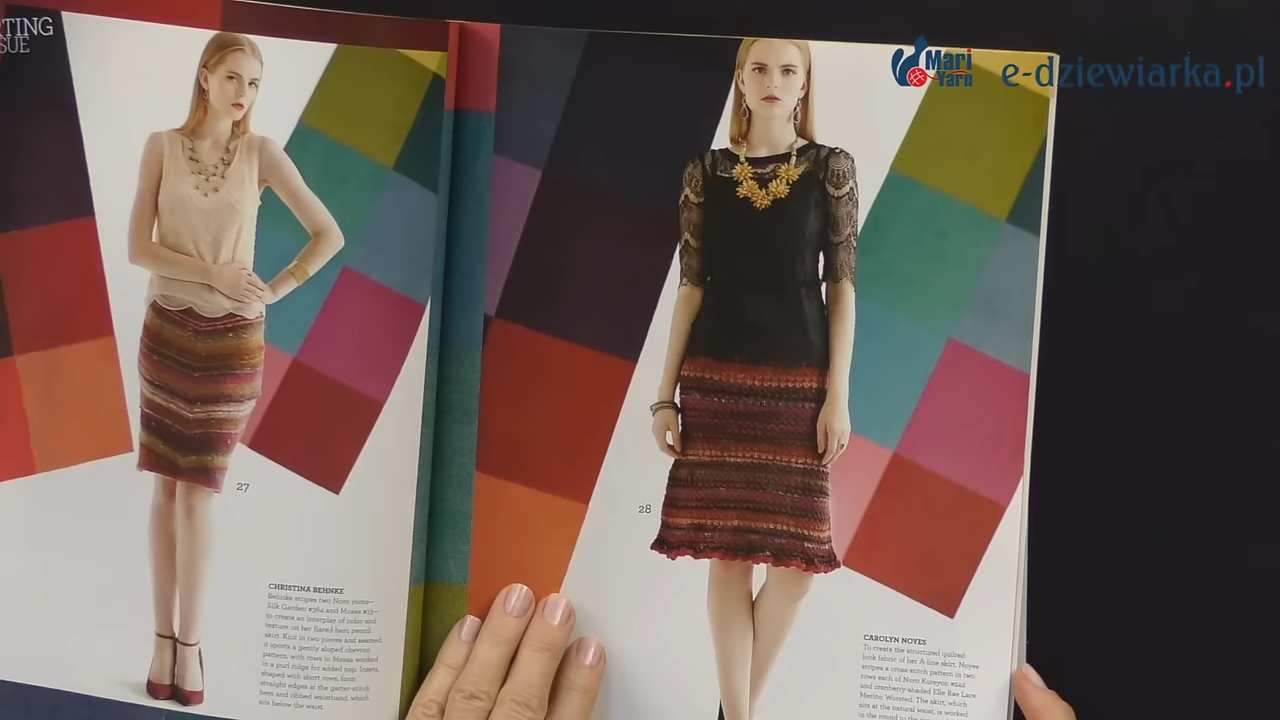 TING
SUE
Mari
Yarn
e-dziewiarka.pl
27
CHRISTINA BEHNKE
Behnke stripes two Noro yarns—
Silk Garden #364 and Mossa #13—
to create an interplay of color and
texture on her flared-hem pencil
skirt. Knit in two pieces and seamed,
it sports a gently sloped chevron
pattern, with rows in Mossa worked
in a purl ridge for added nap. Insets,
shaped with short rows, form
straight edges at the garter-stitch
hem and ribbed waistband, which
sits below the waist.
28
CAROLYN NOYES
To create the structured quilted
look fabric of her A-line skirt, Noyes
stripes a cross-stitch pattern in two
rows each of Noro Koreyon #242
and cranberry-shaded Elle Rae Lace
Merino Worsted. The skirt, which
sits at the natural waist, is worked
in the round to the